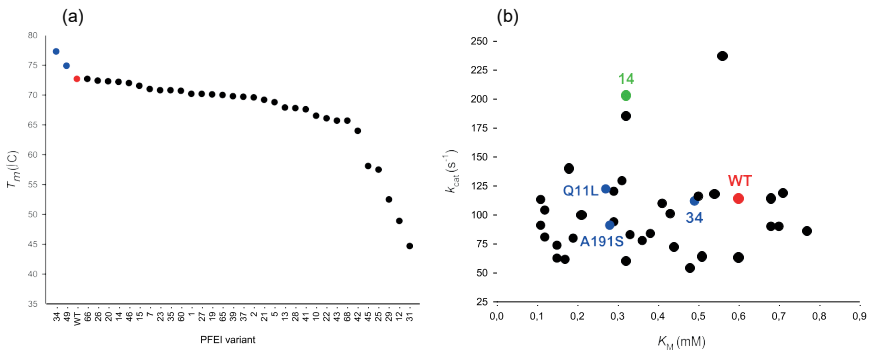 (a)
80
75
70
65
60
55
50
45
40
35
Tm(°C)
34 49 WT 66 26 20 14 46 15 7 23 35 60 1 27 19 65 39 37 2 21 5 13 28 41 10 22 43 68 42 45 25 29 12 31
PFEI variant
(b)
250
225
200
175
150
125
100
75
50
25
kcat(s-1)
14
WT
Q11L
34
A191S
0,0 0,1 0,2 0,3 0,4 0,5 0,6 0,7 0,8 0,9
KM(mM)